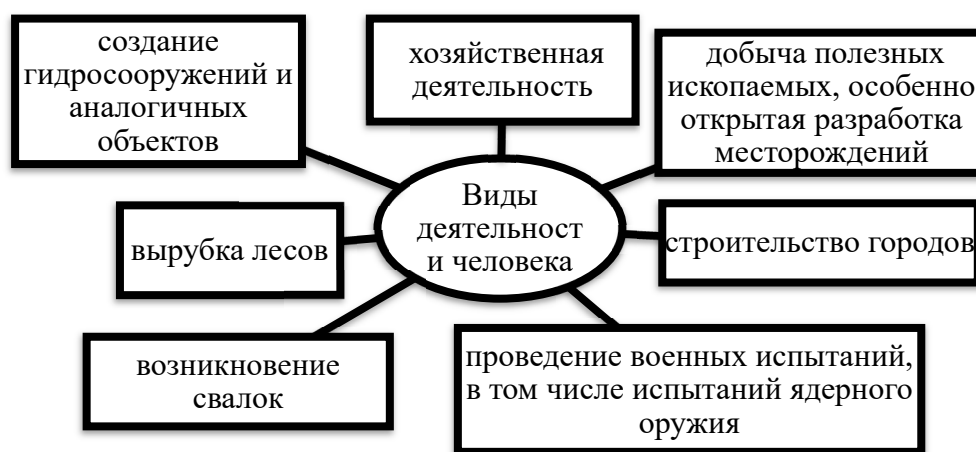 создание
гидросооружений и
аналогичных
объектов
хозяйственная
деятельность
добыча полезных
ископаемых, особенно
открытая разработка
месторождений
Виды
деятельност
и человека
вырубка лесов
строительство городов
возникновение
свалок
проведение военных испытаний,
в том числе испытаний ядерного
оружия